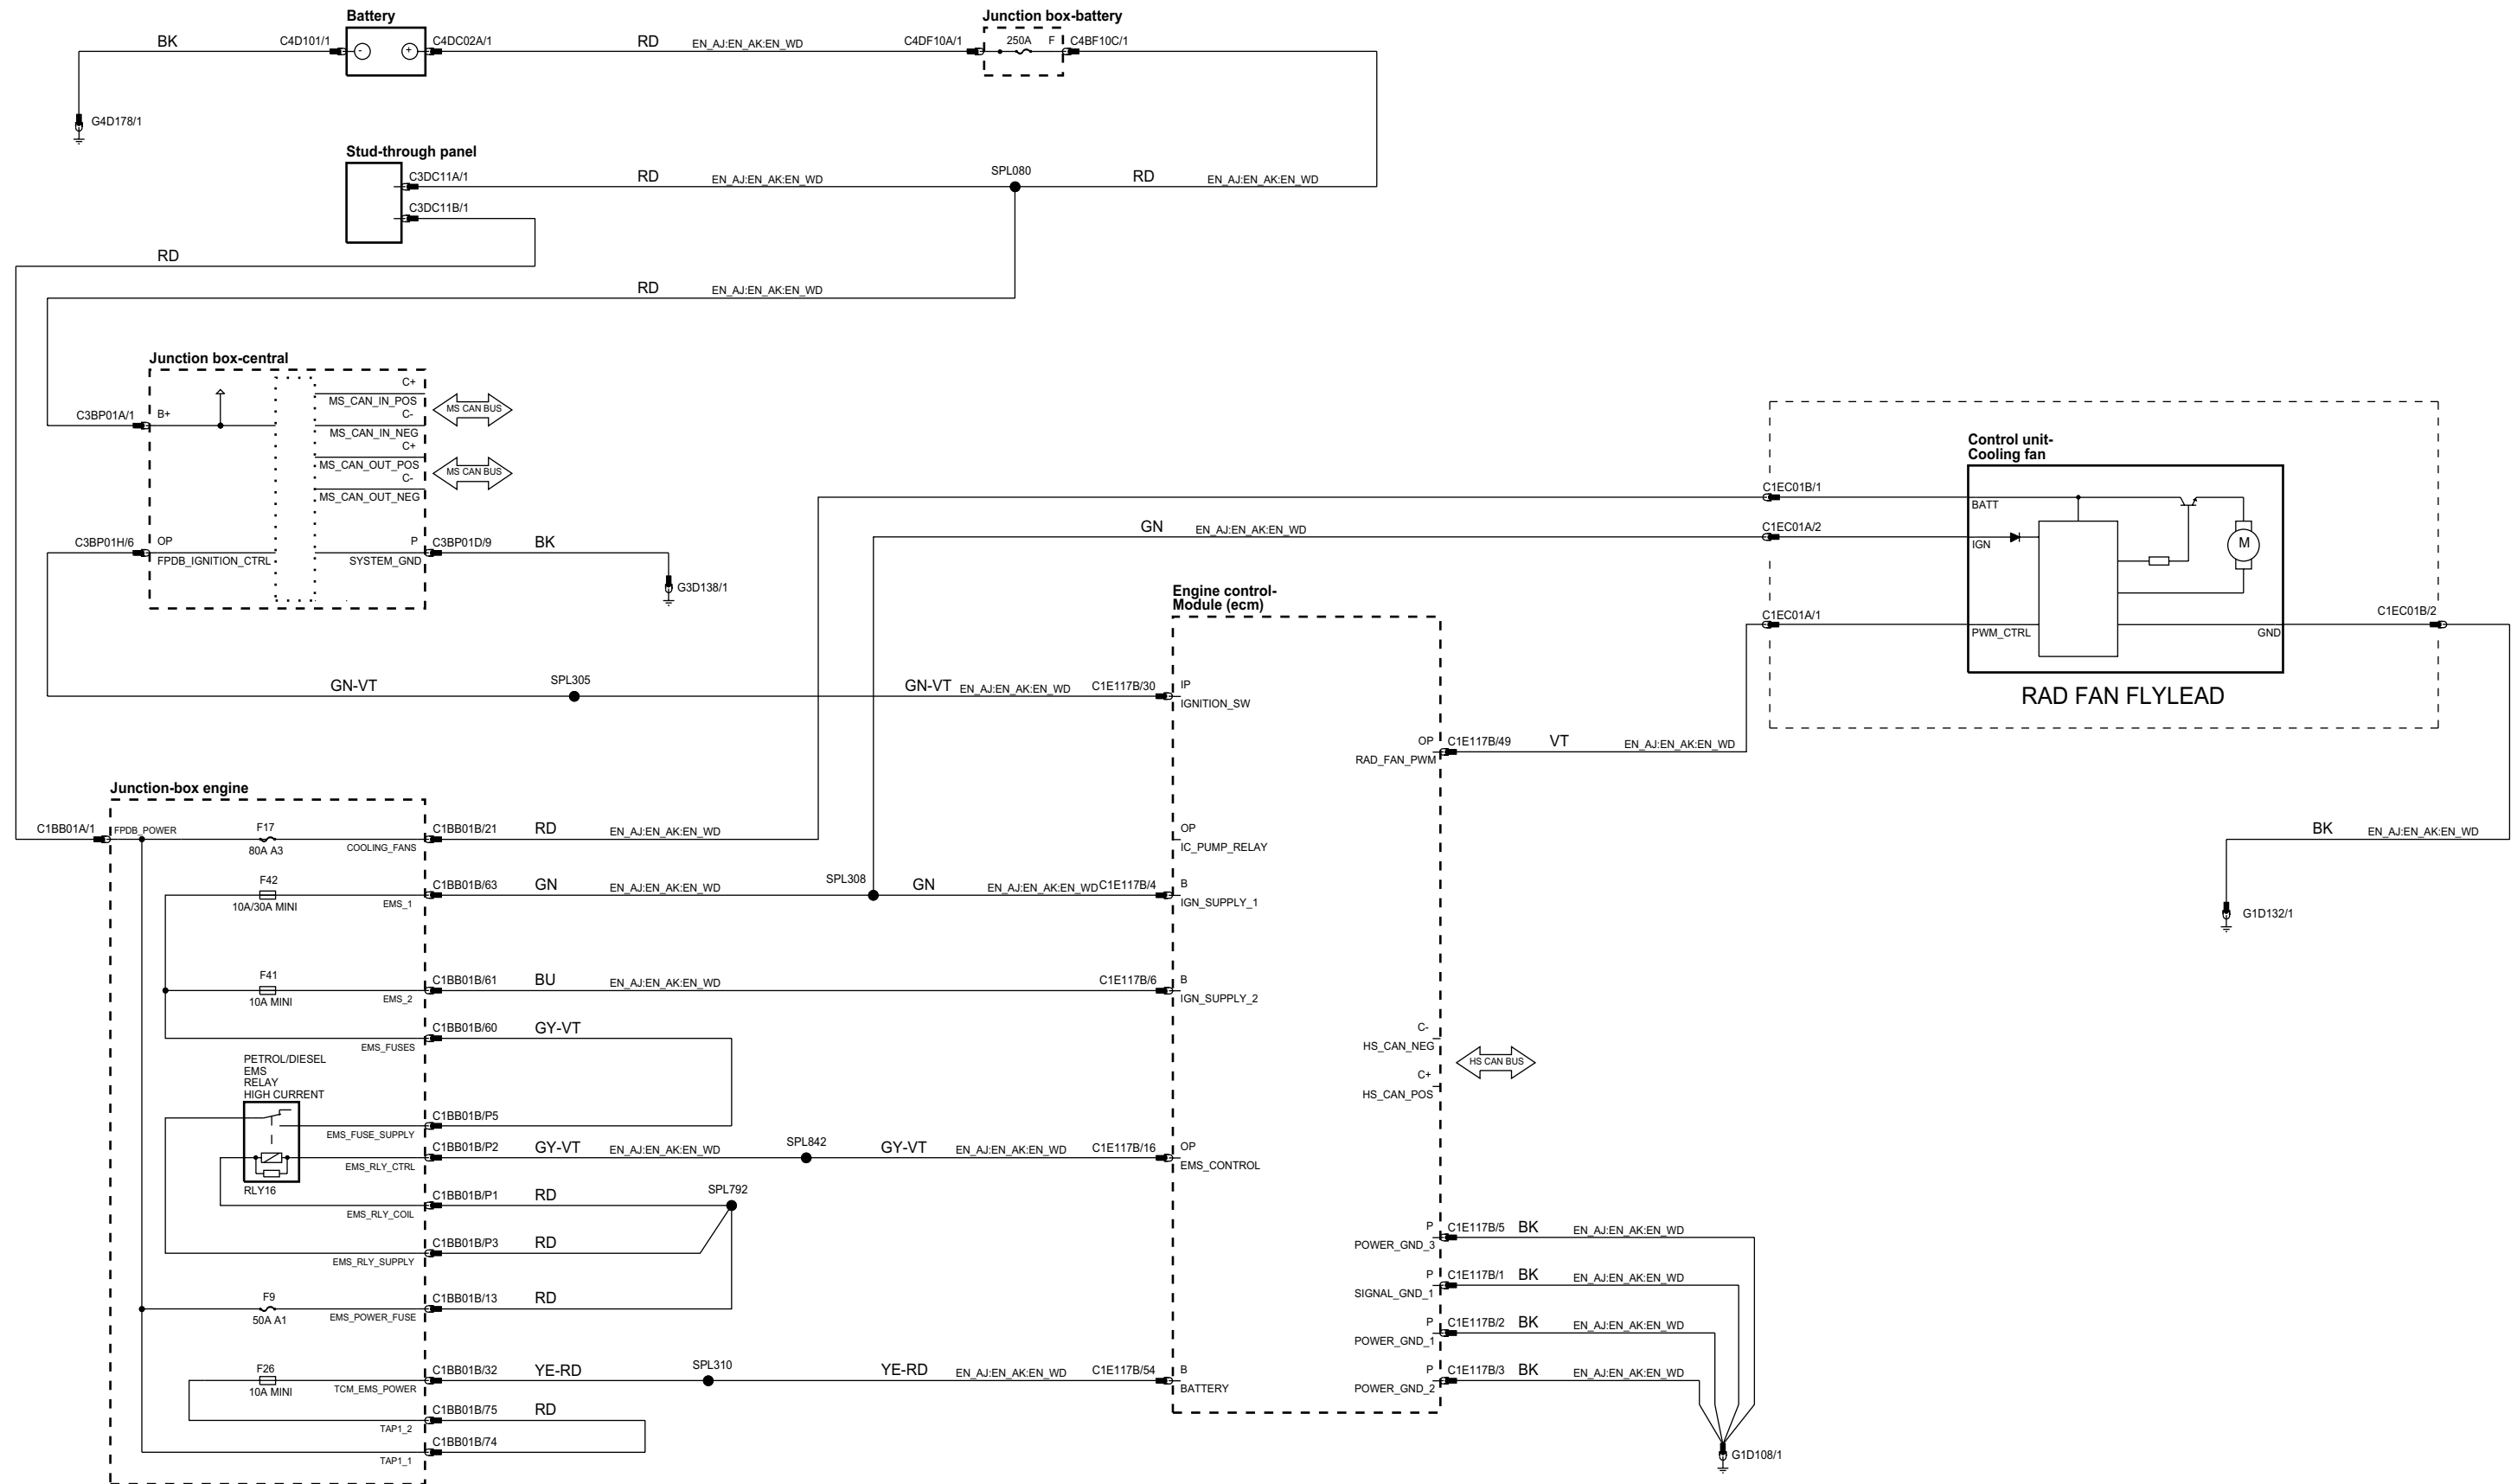 Battery
Junction box-battery
BK
C4D101/1
-
+
C4DC02A/1
RD
EN_AJ:EN_AK:EN_WD
C4DF10A/1
250A
F
C4BF10C/1
G4D178/1
Stud-through panel
C3DC11A/1
RD
EN_AJ:EN_AK:EN_WD
SPL080
RD
EN_AJ:EN_AK:EN_WD
C3DC11B/1
RD
RD
EN_AJ:EN_AK:EN_WD
Junction box-central
C+
MS_CAN_IN_POS
MS CAN BUS
C3BP01A/1
B+
C-
MS_CAN_IN_NEG
C+
MS_CAN_OUT_POS
MS CAN BUS
C-
MS_CAN_OUT_NEG
C3BP01H/6
OP
FPDB_IGNITION_CTRL
P
SYSTEM_GND
C3BP01D/9
BK
G3D138/1
Control unit-
Cooling fan
C1EC01B/1
BATT
GN
EN_AJ:EN_AK:EN_WD
C1EC01A/2
IGN
M
C1EC01A/1
PWM_CTRL
GND
C1EC01B/2
RAD FAN FLYLEAD
Engine control-
Module (ecm)
GN-VT
SPL305
GN-VT
EN_AJ:EN_AK:EN_WD
C1E117B/30
IP
IGNITION_SW
OP
RAD_FAN_PWM
C1E117B/49
VT
EN_AJ:EN_AK:EN_WD
Junction-box engine
C1BB01A/1
FPDB_POWER
F17
80A A3
COOLING_FANS
C1BB01B/21
RD
EN_AJ:EN_AK:EN_WD
OP
IC_PUMP_RELAY
BK
EN_AJ:EN_AK:EN_WD
G1D132/1
F42
10A/30A MINI
EMS_1
C1BB01B/63
GN
EN_AJ:EN_AK:EN_WD
SPL308
GN
EN_AJ:EN_AK:EN_WD
C1E117B/4
B
IGN_SUPPLY_1
F41
10A MINI
EMS_2
C1BB01B/61
BU
EN_AJ:EN_AK:EN_WD
C1E117B/6
B
IGN_SUPPLY_2
EMS_FUSES
C1BB01B/60
GY-VT
C-
HS_CAN_NEG
HS CAN BUS
C+
HS_CAN_POS
PETROL/DIESEL
EMS
RELAY
HIGH CURRENT
EMS_FUSE_SUPPLY
C1BB01B/P5
EMS_RLY_CTRL
C1BB01B/P2
GY-VT
EN_AJ:EN_AK:EN_WD
SPL842
GY-VT
EN_AJ:EN_AK:EN_WD
C1E117B/16
OP
EMS_CONTROL
RLY16
EMS_RLY_COIL
C1BB01B/P1
RD
SPL792
EMS_RLY_SUPPLY
C1BB01B/P3
RD
P
POWER_GND_3
C1E117B/5
BK
EN_AJ:EN_AK:EN_WD
P
SIGNAL_GND_1
C1E117B/1
BK
EN_AJ:EN_AK:EN_WD
F9
50A A1
EMS_POWER_FUSE
C1BB01B/13
RD
P
POWER_GND_1
C1E117B/2
BK
EN_AJ:EN_AK:EN_WD
F26
10A MINI
TCM_EMS_POWER
C1BB01B/32
YE-RD
SPL310
YE-RD
EN_AJ:EN_AK:EN_WD
C1E117B/54
B
BATTERY
P
POWER_GND_2
C1E117B/3
BK
EN_AJ:EN_AK:EN_WD
TAP1_2
C1BB01B/75
RD
TAP1_1
C1BB01B/74
G1D108/1